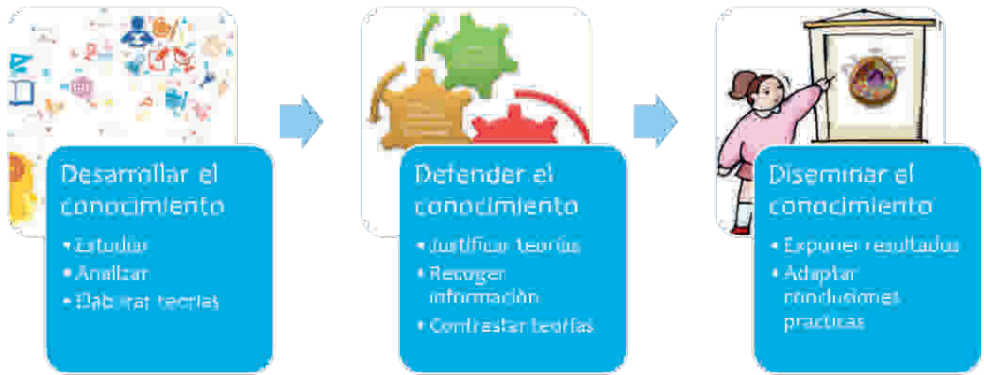 Desarrollar el
conocimiento
• Estudiar
• Analizar
• Elaborar teorías
Defender el
conocimiento
• Justificar teorías
• Recoger
información
• Contrastar teorías
Diseminar el
conocimiento
• Exponer resultados
• Adaptar
conclusiones
practicas